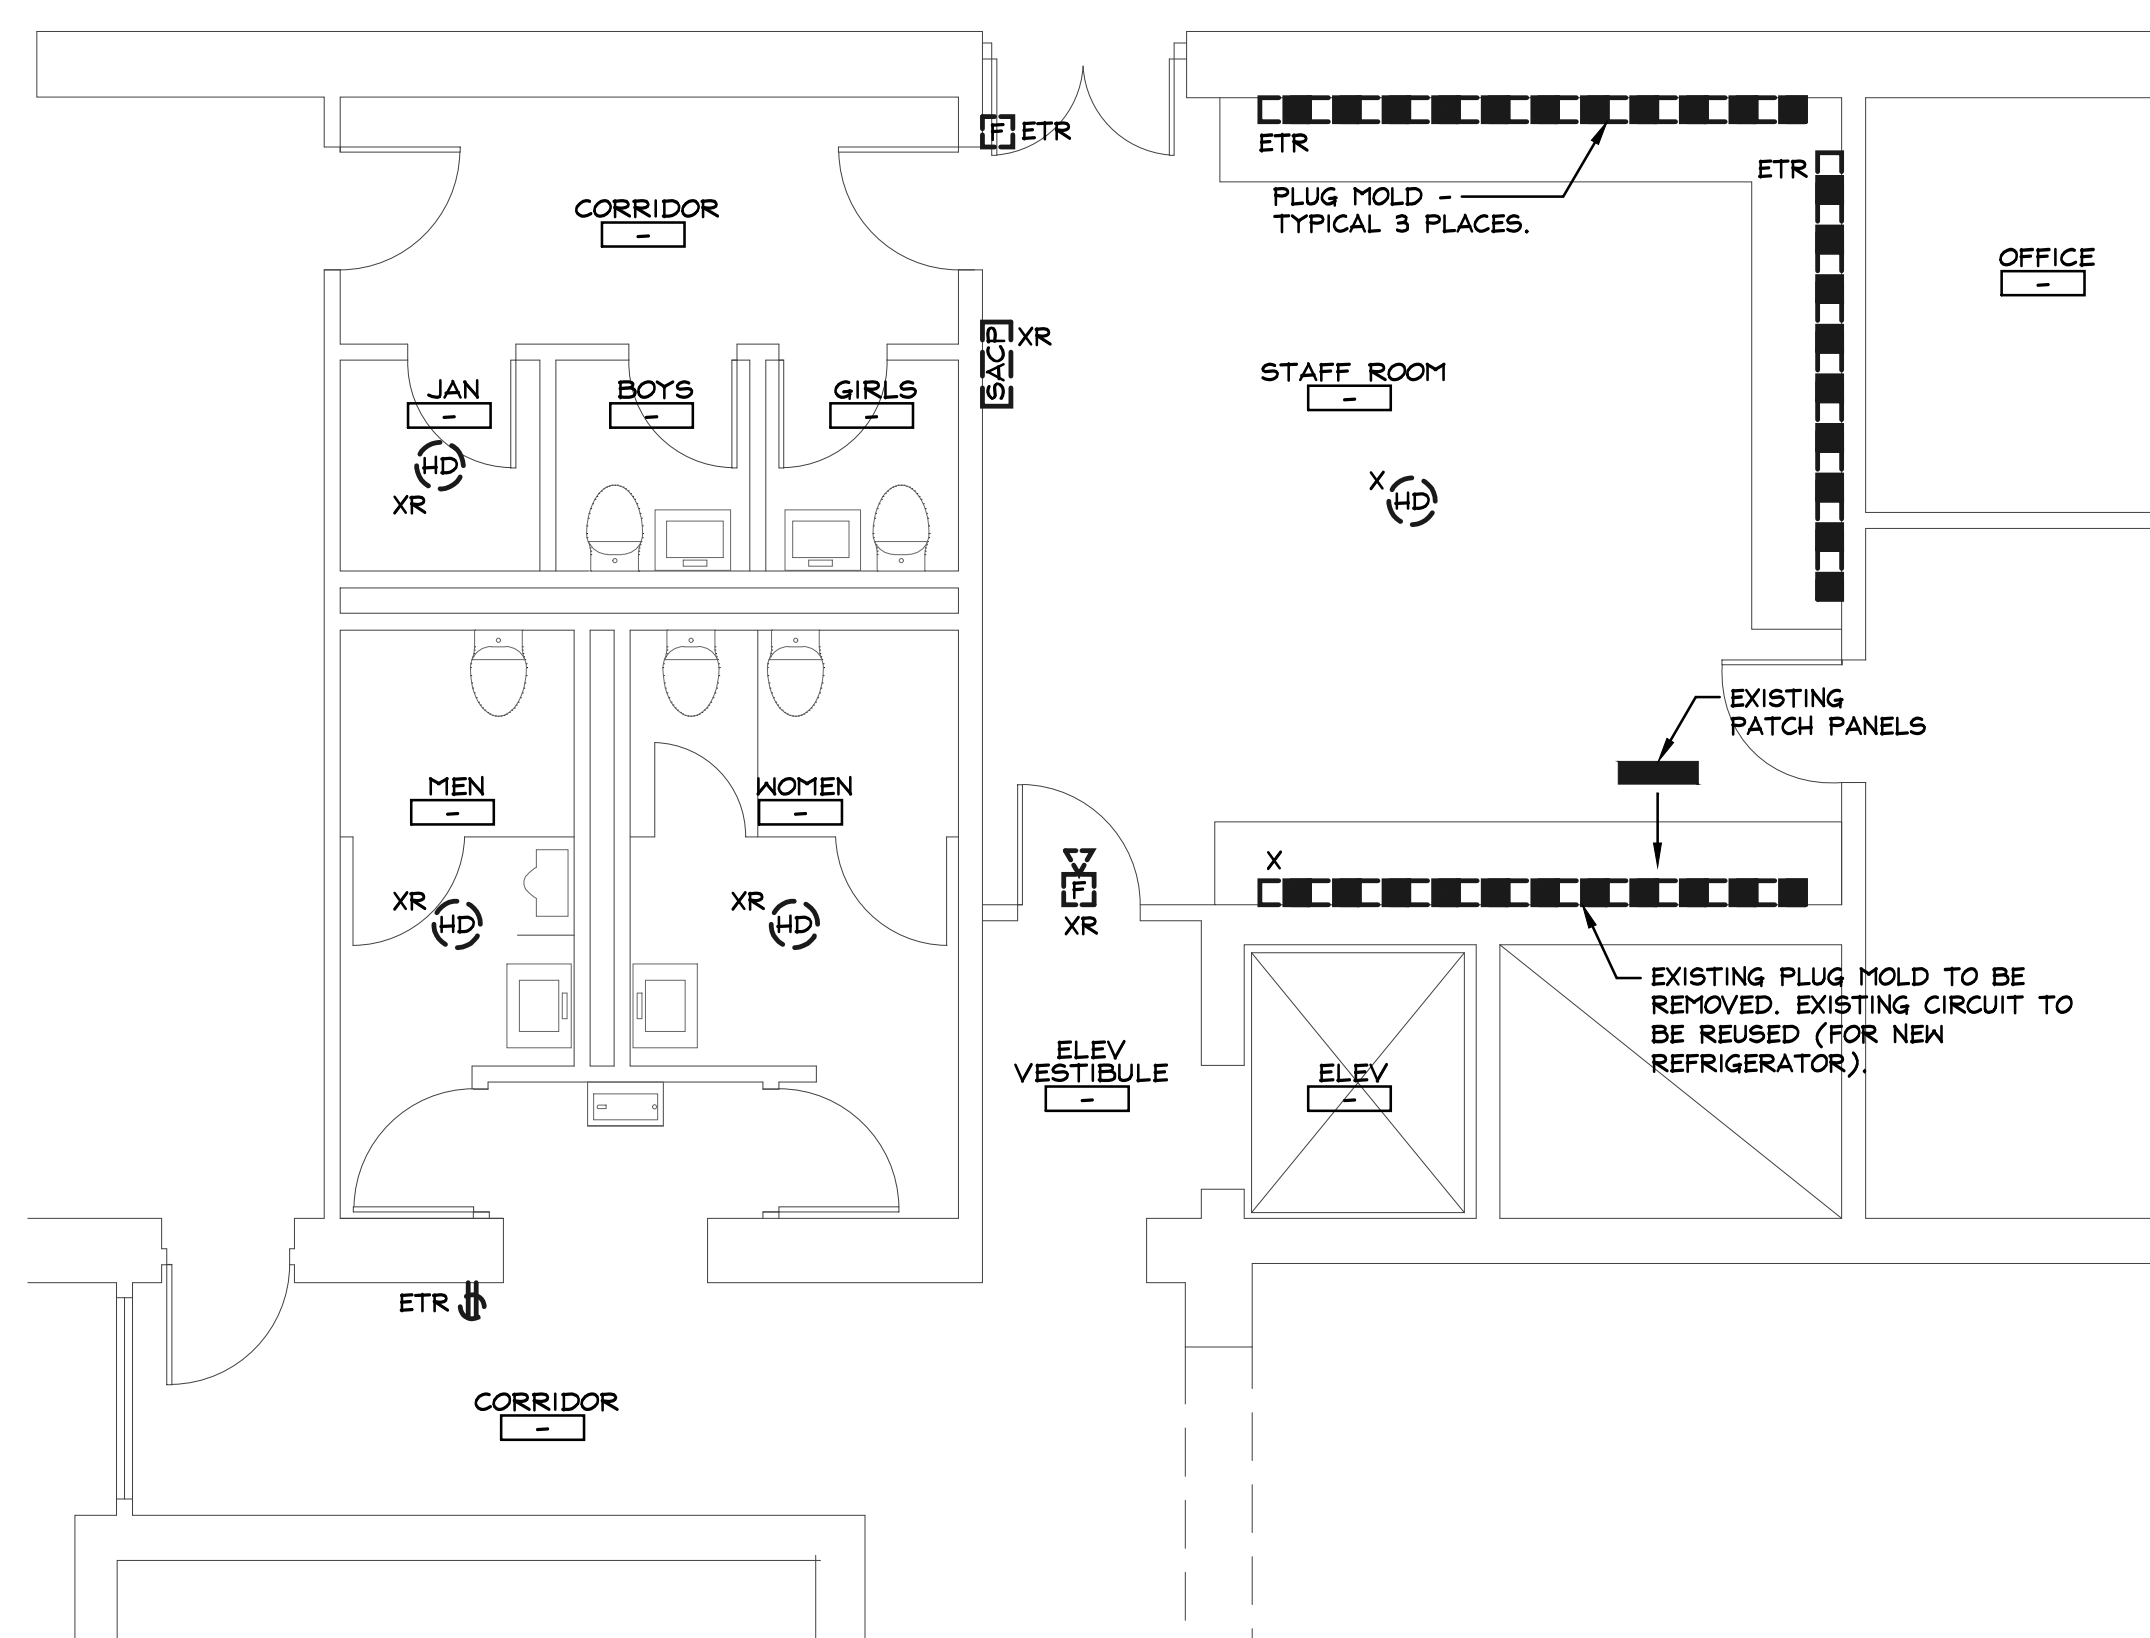 F ETR
ETR
ETR
PLUG MOLD -
TYPICAL 3 PLACES.
CORRIDOR
-
OFFICE
-
SACP XR
STAFF ROOM
-
JAN
-
BOYS
-
GIRLS
-
HD
XR
X
HD
EXISTING
PATCH PANELS
MEN
-
WOMEN
-
XR
HD
XR
HD
F
XR
X
EXISTING PLUG MOLD TO BE
REMOVED. EXISTING CIRCUIT TO
BE REUSED (FOR NEW
REFRIGERATOR).
ELEV
VESTIBULE
-
ELEV
-
ETR
CORRIDOR
-